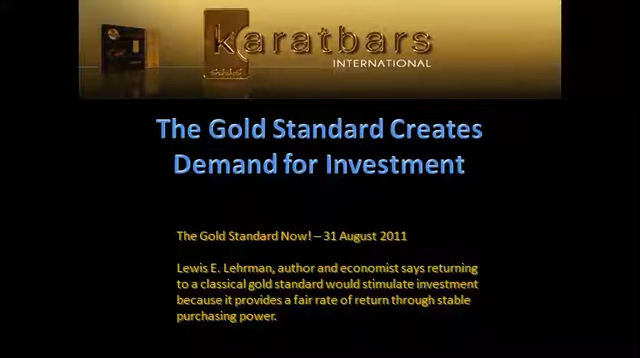 karatbars
INTERNATIONAL
The Gold Standard Creates
Demand for Investment
The Gold Standard Now! – 31 August 2011
Lewis E. Lehrman, author and economist says returning
to a classical gold standard would stimulate investment
because it provides a fair rate of return through stable
purchasing power.